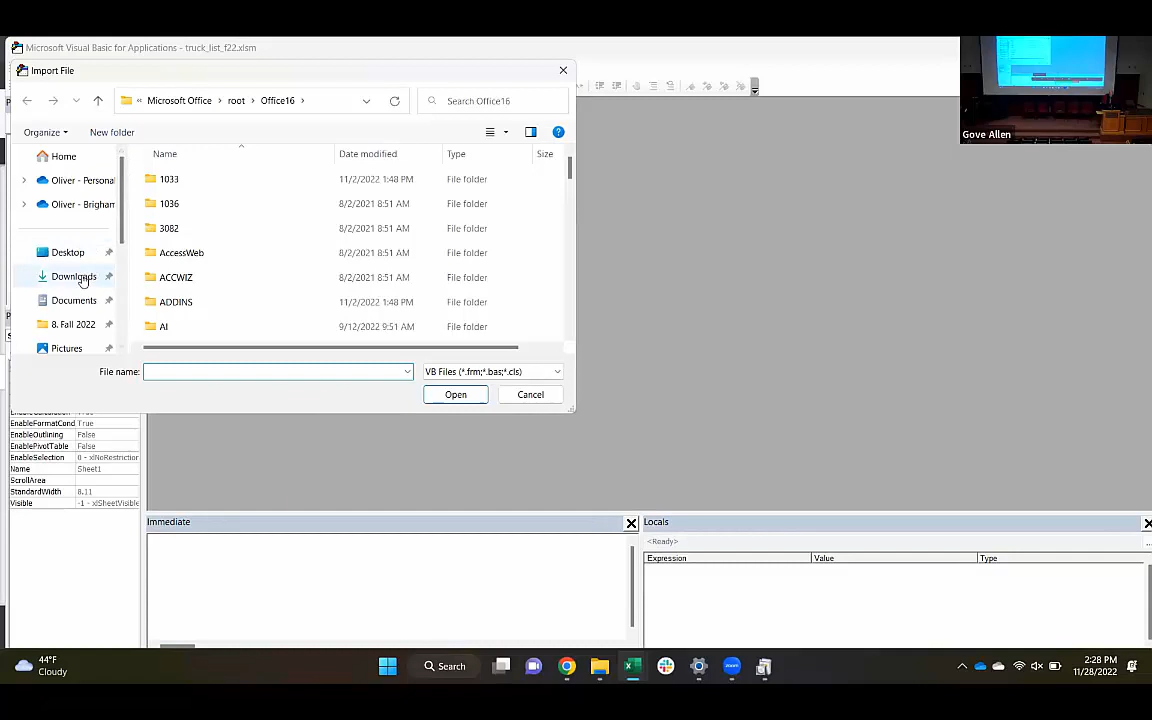 Microsoft Visual Basic for Applications - truck_list_f22.xlsm
Import File
« Microsoft Office › root › Office16 ›
Search Office16
Organize
New folder
Name Date modified Type Size
Home
Oliver - Persona
Oliver - Brigham
Desktop
Downloads
Documents
8. Fall 2022
Pictures
1033 11/2/2022 1:48 PM File folder
1036 8/2/2021 8:51 AM File folder
3082 8/2/2021 8:51 AM File folder
AccessWeb 8/2/2021 8:51 AM File folder
ACCWIZ 8/2/2021 8:51 AM File folder
ADDINS 11/2/2022 1:48 PM File folder
AI 9/12/2022 9:51 AM File folder
File name:
VB Files (*.frm;*.bas;*.cls)
Open
Cancel
Gove Allen
EnableFormatCond True
EnableOutlining False
EnablePivotTable False
EnableSelection 0 - xlNoRestriction
Name Sheet1
ScrollArea
StandardWidth 8.11
Visible -1 - xlSheetVisible
Immediate
Locals
<Ready>
Expression Value Type
44°F
Cloudy
Search
zoom
2:28 PM
11/28/2022